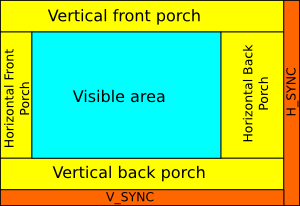 Vertical front porch
Horizontal Front
Porch
Visible area
Horizontal Back
Porch
H_SYNC
Vertical back porch
V_SYNC